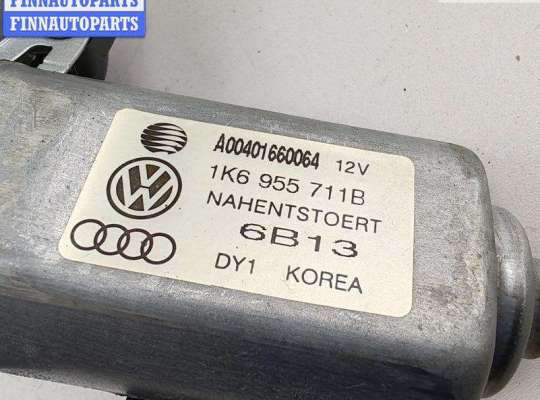 FINNAUTOPARTS
FINNAUTOPARTS
A00401660064 12V
1K6 955 711B
NAHENTSTOERT
6B13
DY1 KOREA